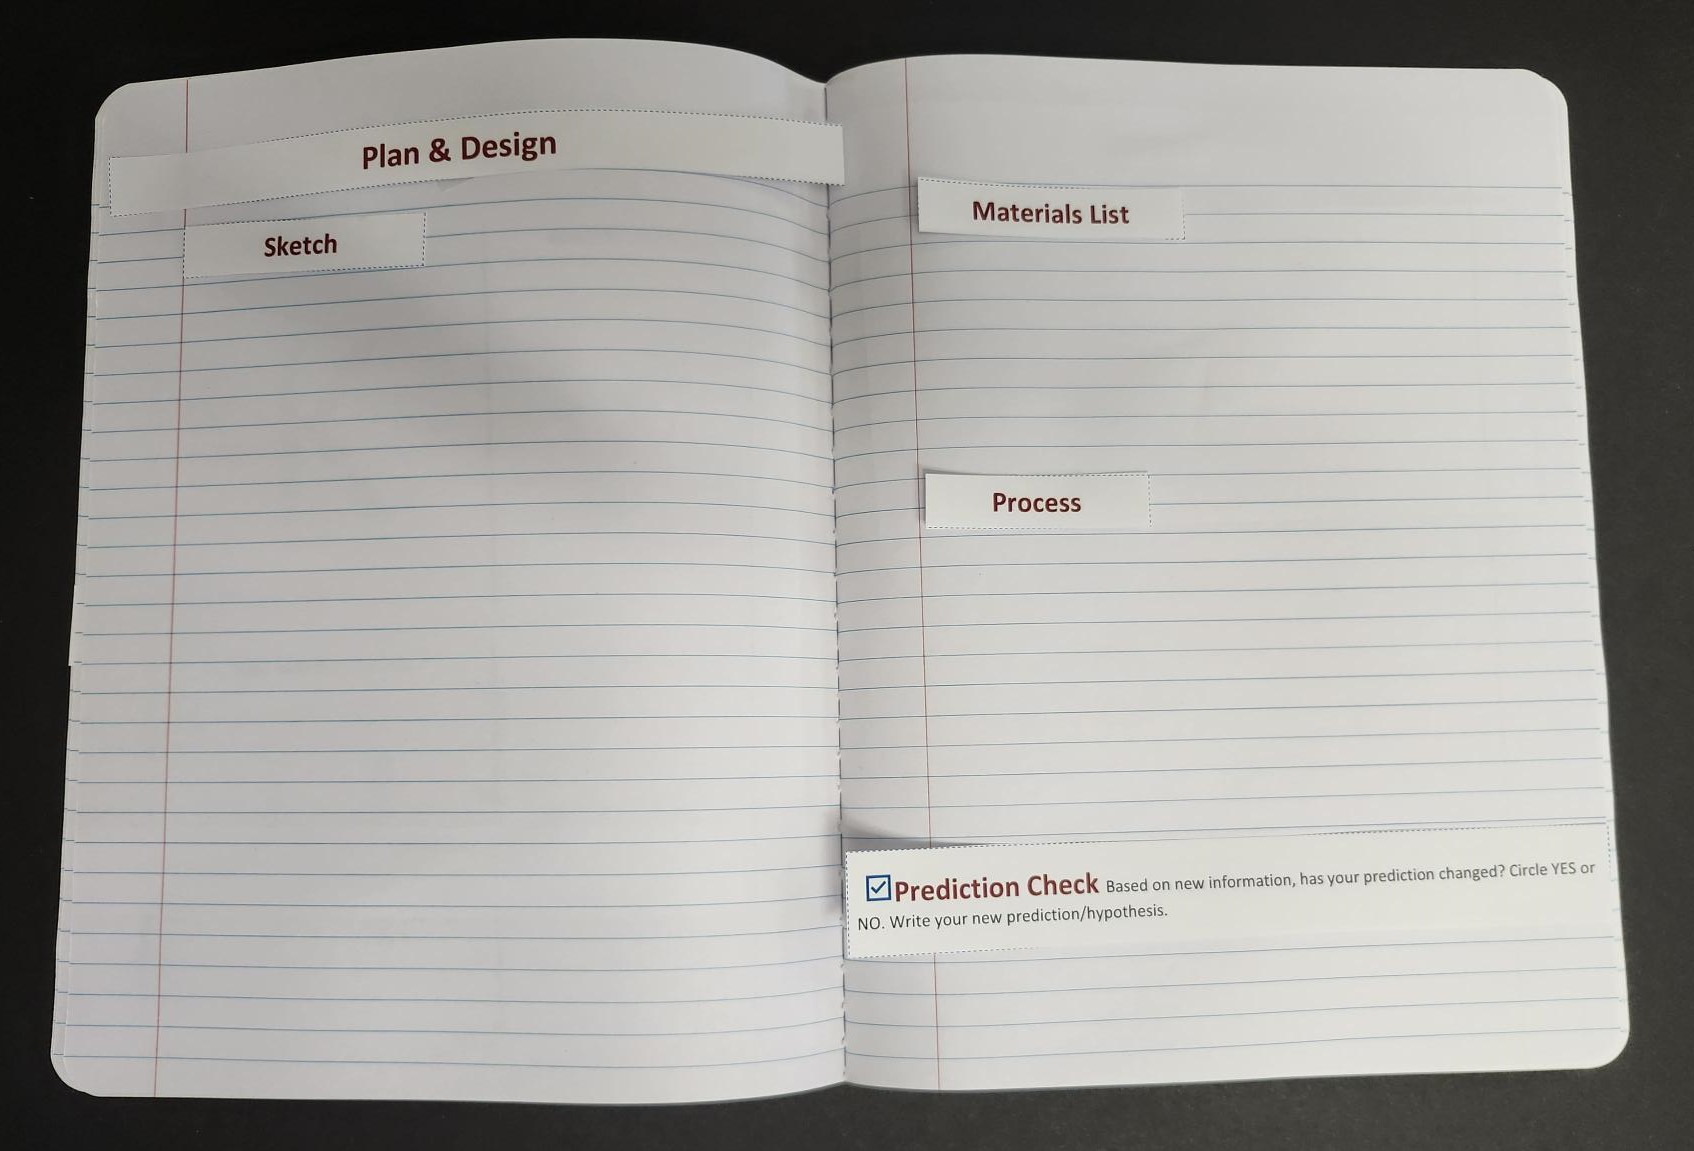 Plan & Design
Sketch
Materials List
Process
Prediction Check Based on new information, has your prediction changed? Circle YES or
NO. Write your new prediction/hypothesis.